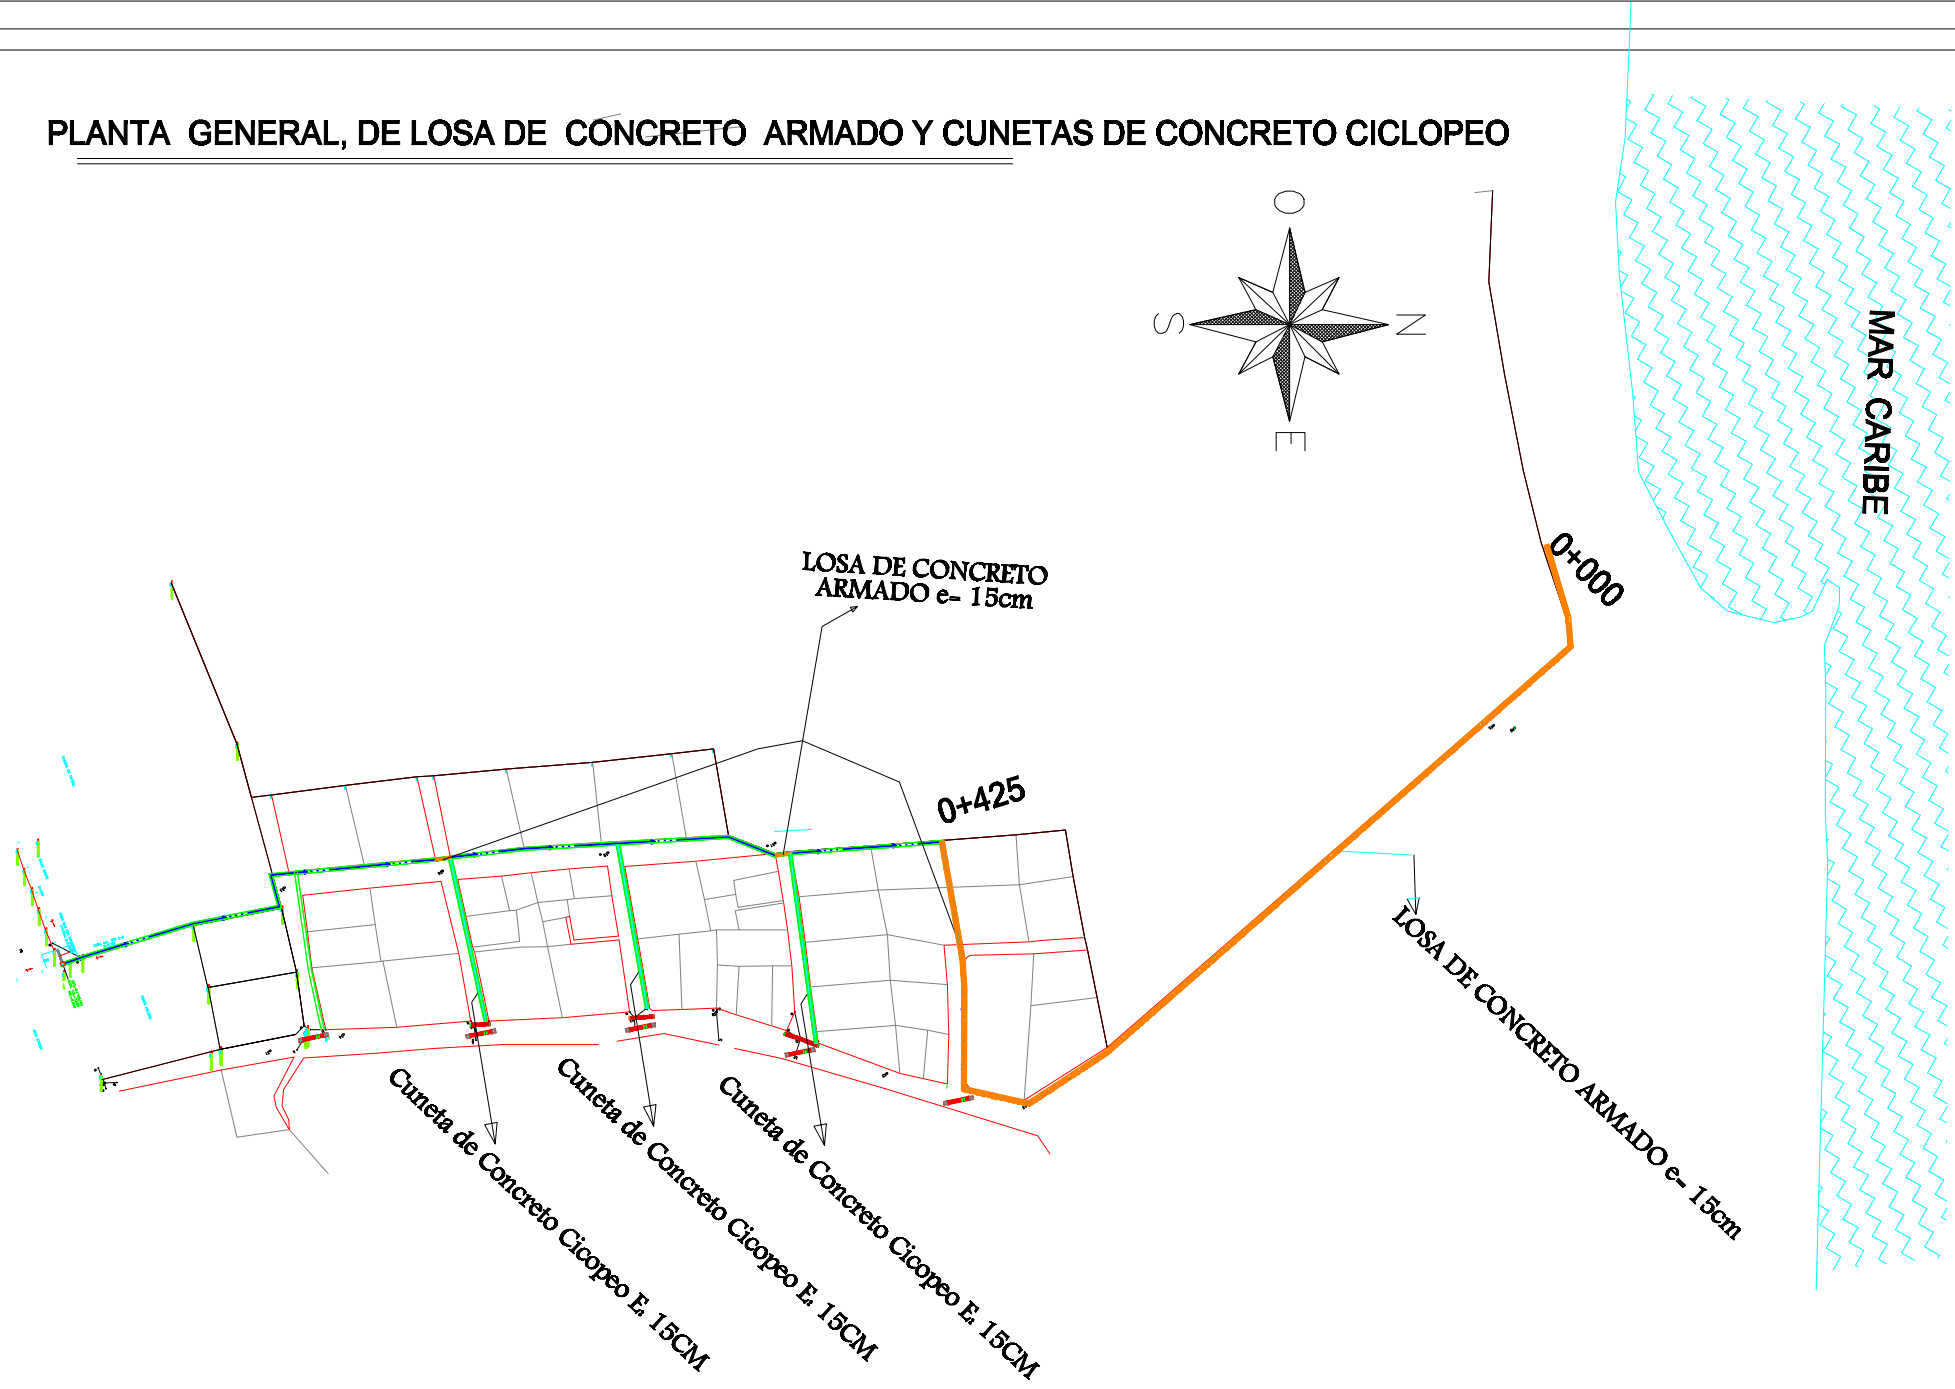 PLANTA GENERAL, DE LOSA DE CONCRETO ARMADO Y CUNETAS DE CONCRETO CICLOPEO
O
S
N
E
MAR CARIBE
0+000
LOSA DE CONCRETO
ARMADO e= 15cm
0+425
LOSA DE CONCRETO ARMADO e= 15cm
Cuneta de Concreto Cicopeo E. 15CM
Cuneta de Concreto Cicopeo E. 15CM
Cuneta de Concreto Cicopeo E. 15CM